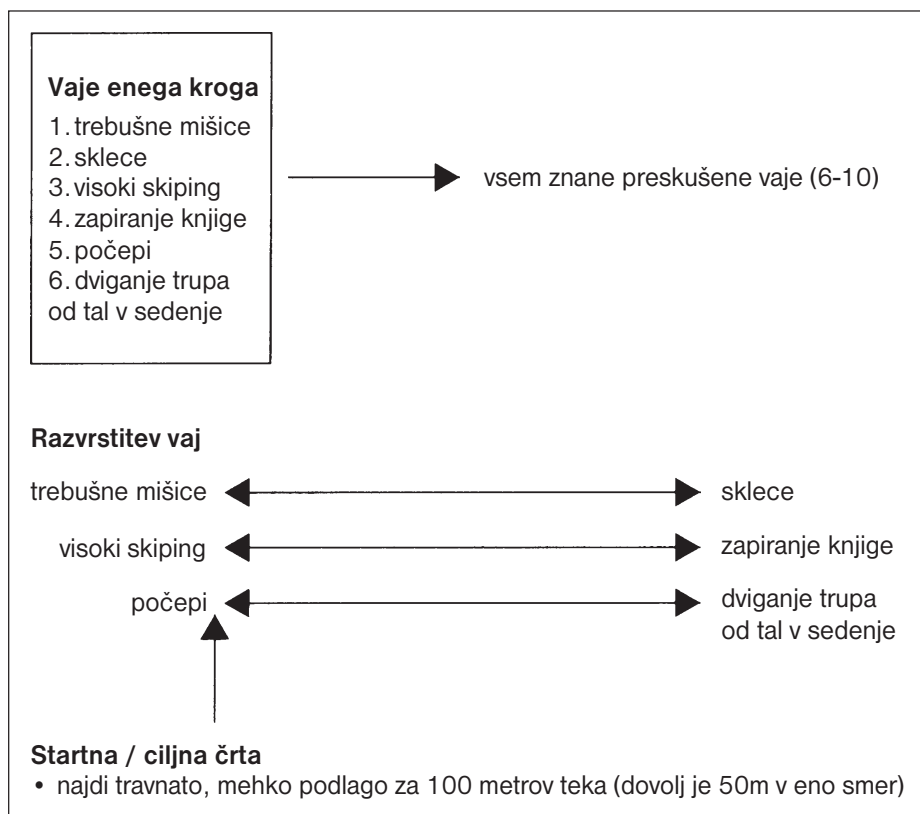 Vaje enega kroga
1. trebušne mišice
2. sklece
3. visoki skiping
4. zapiranje knjige
5. počepi
6. dviganje trupa
od tal v sedenje
vsem znane preskušene vaje (6-10)
Razvrstitev vaj
trebušne mišice sklece
visoki skiping zapiranje knjige
počepi dviganje trupa
od tal v sedenje
Startna / ciljna črta
• najdi travnato, mehko podlago za 100 metrov teka (dovolj je 50m v eno smer)